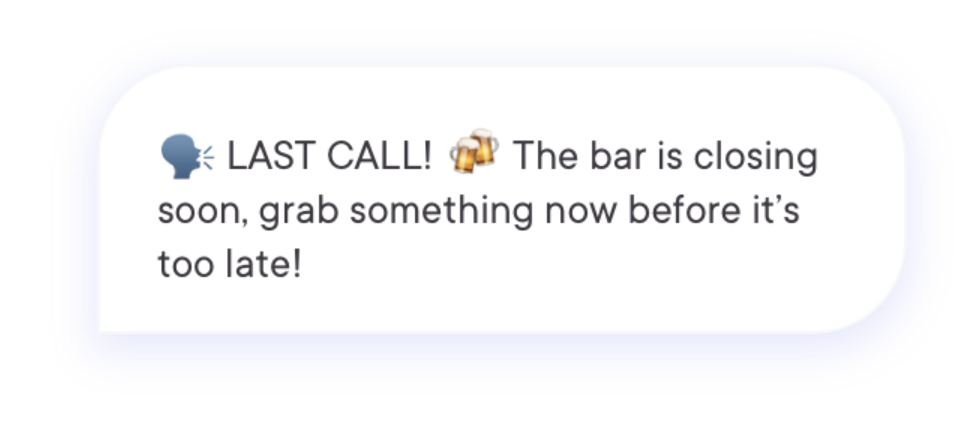 🗣️ LAST CALL! 🍻 The bar is closing
soon, grab something now before it’s
too late!